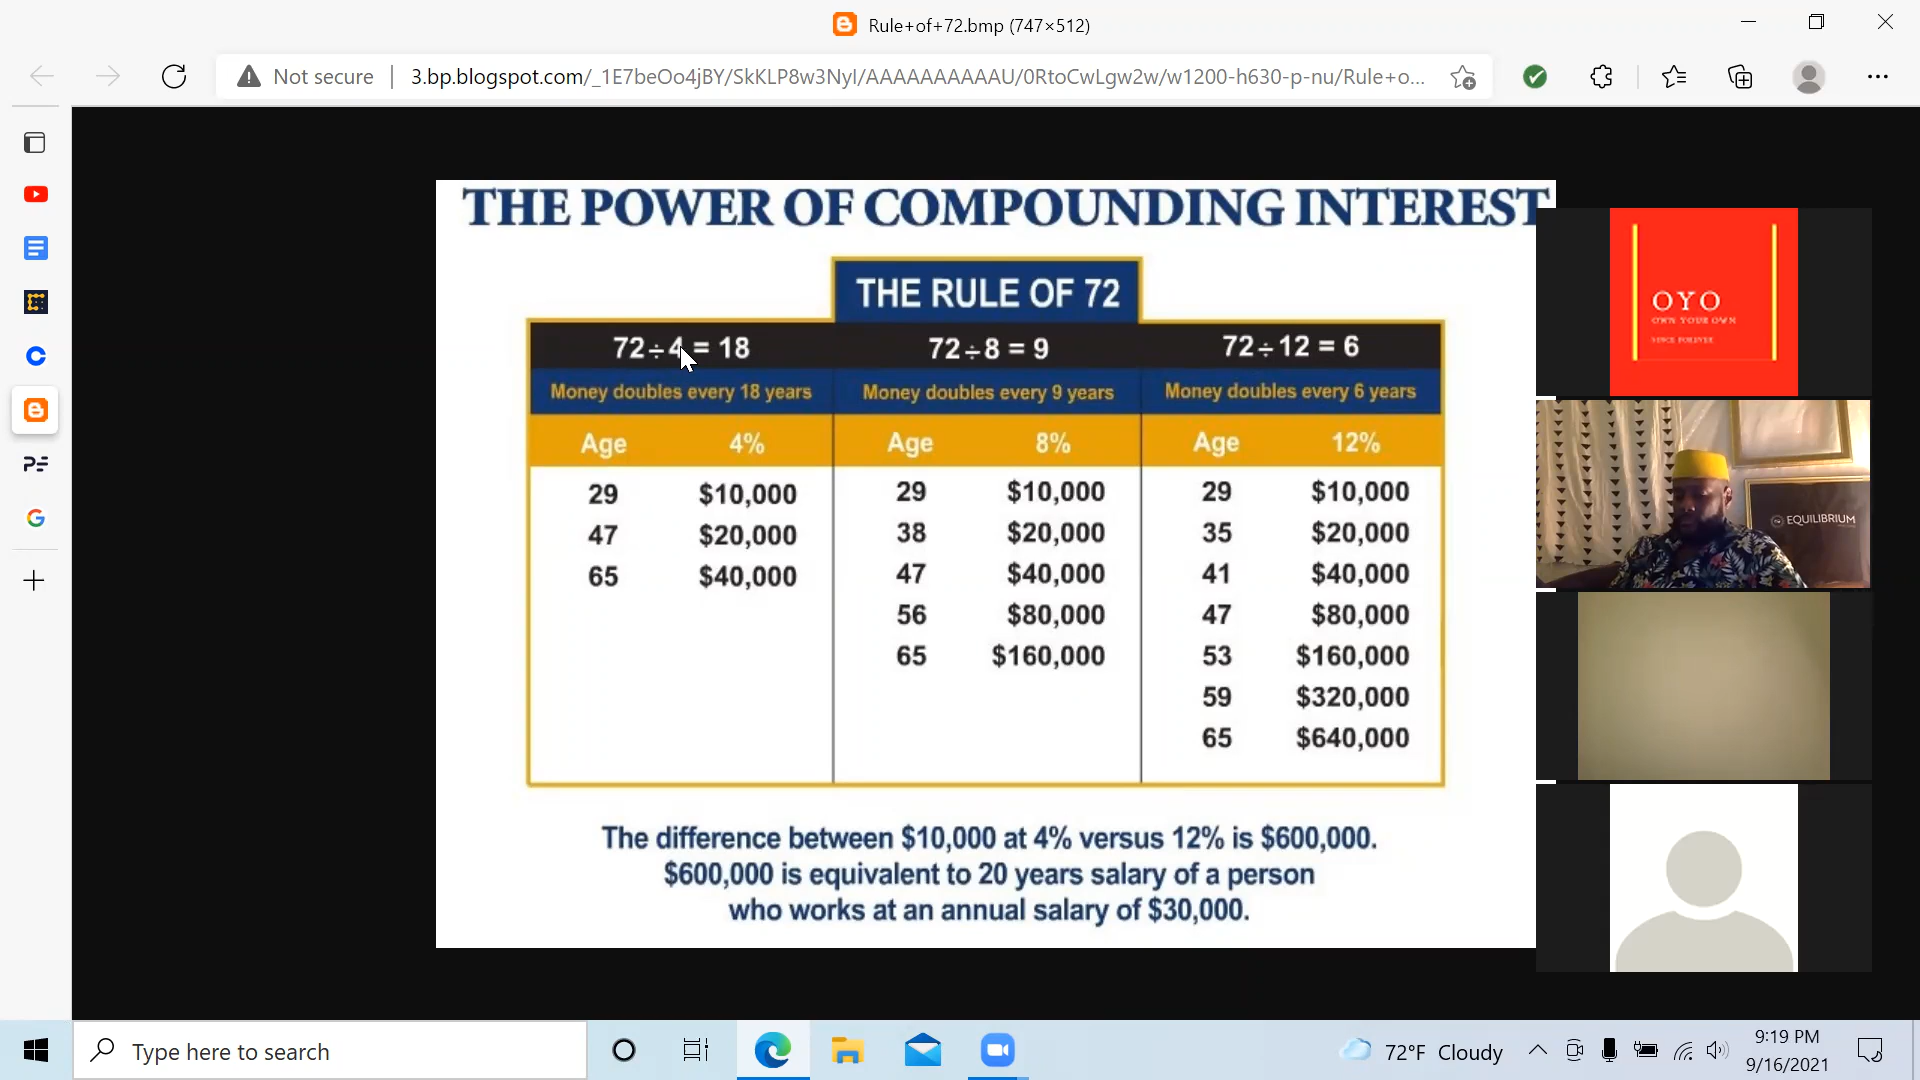 Rule+of+72.bmp (747×512)
Not secure
3.bp.blogspot.com/_1E7beOo4jBY/SkKLP8w3NyI/AAAAAAAAAAU/0RtoCwLgw2w/w1200-h630-p-nu/Rule+o...
THE POWER OF COMPOUNDING INTEREST
THE RULE OF 72
72÷4 = 18 72÷8 = 9 72÷12 = 6
Money doubles every 18 years Money doubles every 9 years Money doubles every 6 years
Age 4% Age 8% Age 12%
29 $10,000 29 $10,000 29 $10,000
47 $20,000 38 $20,000 35 $20,000
65 $40,000 47 $40,000 41 $40,000
56 $80,000 47 $80,000
65 $160,000 53 $160,000
59 $320,000
65 $640,000
The difference between $10,000 at 4% versus 12% is $600,000.
$600,000 is equivalent to 20 years salary of a person
who works at an annual salary of $30,000.
OYO
OWN YOUR OWN
SINCE FOREVER
EQUILIBRIUM
Type here to search
72°F Cloudy
9:19 PM
9/16/2021